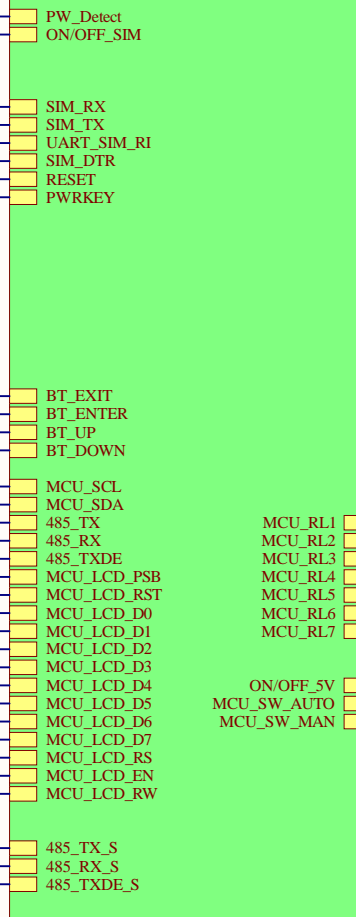 PW_Detect
ON/OFF_SIM
SIM_RX
SIM_TX
UART_SIM_RI
SIM_DTR
RESET
PWRKEY
BT_EXIT
BT_ENTER
BT_UP
BT_DOWN
MCU_SCL
MCU_SDA
485_TX MCU_RL1
485_RX MCU_RL2
485_TXDE MCU_RL3
MCU_LCD_PSB MCU_RL4
MCU_LCD_RST MCU_RL5
MCU_LCD_D0 MCU_RL6
MCU_LCD_D1 MCU_RL7
MCU_LCD_D2
MCU_LCD_D3
MCU_LCD_D4 ON/OFF_5V
MCU_LCD_D5 MCU_SW_AUTO
MCU_LCD_D6 MCU_SW_MAN
MCU_LCD_D7
MCU_LCD_RS
MCU_LCD_EN
MCU_LCD_RW
485_TX_S
485_RX_S
485_TXDE_S